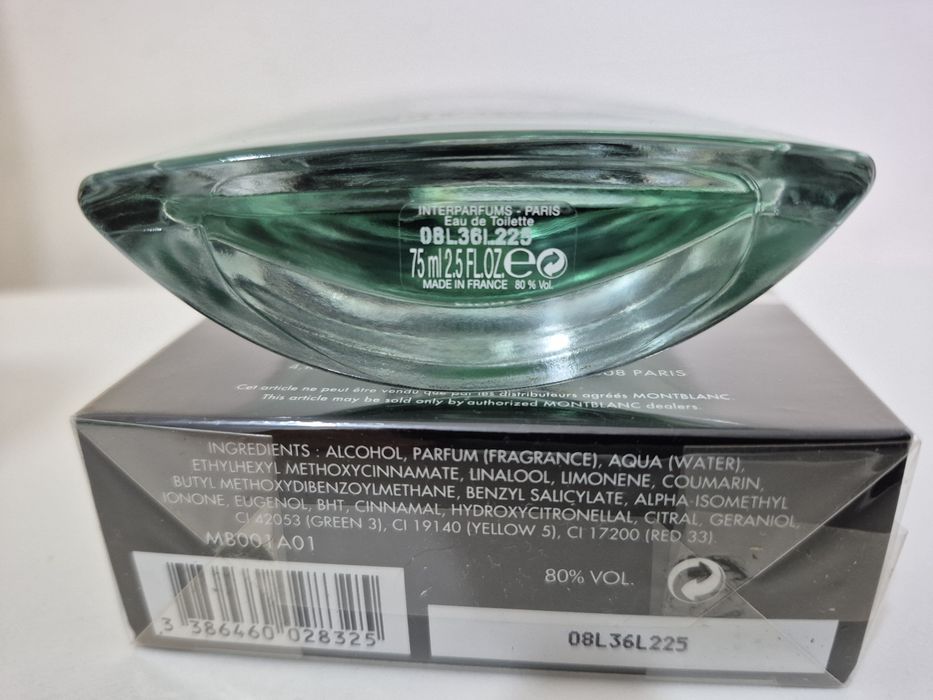 INTERPARFUMS - PARIS
Eau de Toilette
08L36L225
75 ml 2.5 FL.OZ. e
MADE IN FRANCE 80 % Vol.
PARIS
Cet article ne peut être vendu que par les distributeurs agréés MONTBLANC.
This article may be sold only by authorized MONTBLANC dealers.
INGREDIENTS : ALCOHOL, PARFUM (FRAGRANCE), AQUA (WATER),
ETHYLHEXYL METHOXYCINNAMATE, LINALOOL, LIMONENE, COUMARIN,
BUTYL METHOXYDIBENZOYLMETHANE, BENZYL SALICYLATE, ALPHA-ISOMETHYL
IONONE, EUGENOL, BHT, CINNAMAL, HYDROXYCITRONELLAL, CITRAL, GERANIOL,
CI 42053 (GREEN 3), CI 19140 (YELLOW 5), CI 17200 (RED 33).
MB001A01
80% VOL.
3 386460 028325
08L36L225